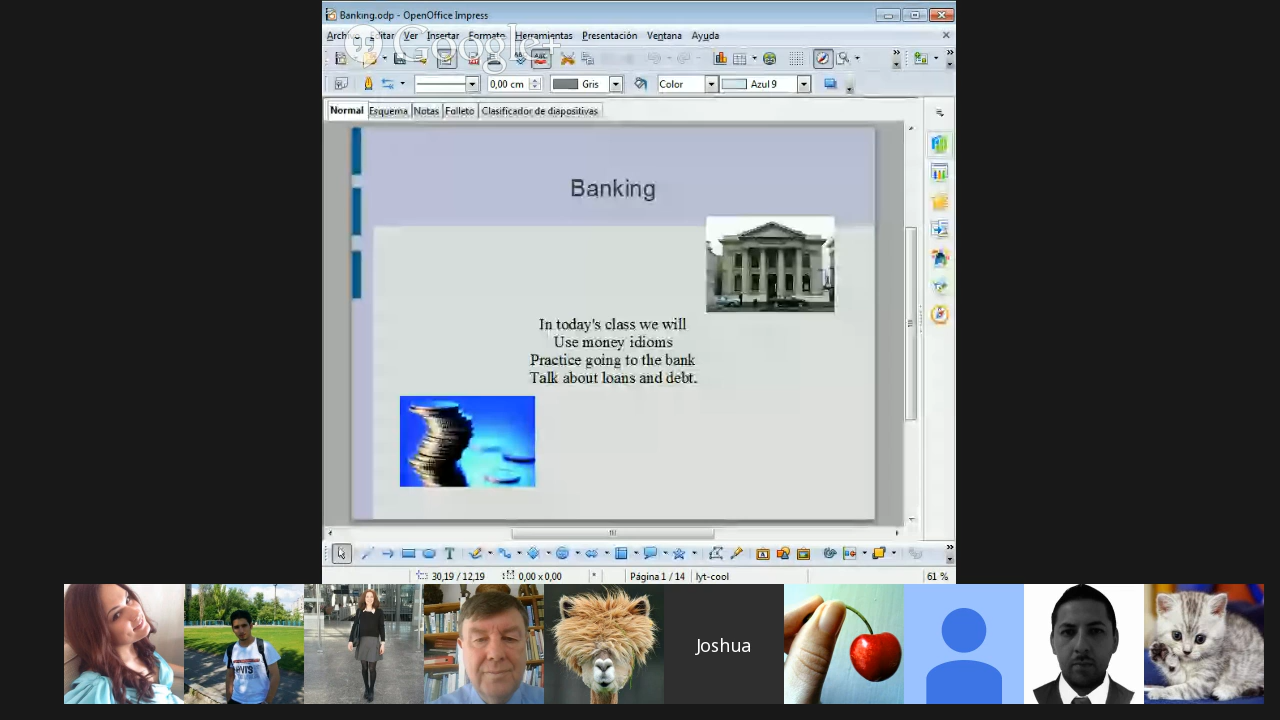 Banking.odp - OpenOffice Impress
Archivo Editar Ver Insertar Formato Herramientas Presentación Ventana Ayuda
Google+
0,00 cm Gris Color Azul 9
Normal Esquema Notas Folleto Clasificador de diapositivas
Banking
In today's class we will
Use money idioms
Practice going to the bank
Talk about loans and debt.
30,19 / 12,19 0,00 x 0,00 * Página 1 / 14 lyt-cool 61 %
Joshua